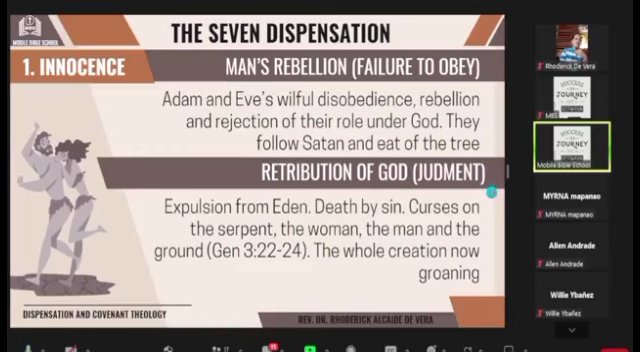 MOBILE BIBLE SCHOOL
THE SEVEN DISPENSATION
1. INNOCENCE
MAN'S REBELLION (FAILURE TO OBEY)
Adam and Eve's wilful disobedience, rebellion
and rejection of their role under God. They
follow Satan and eat of the tree
RETRIBUTION OF GOD (JUDGMENT)
Expulsion from Eden. Death by sin. Curses on
the serpent, the woman, the man and the
ground (Gen 3:22-24). The whole creation now
groaning
DISPENSATION AND COVENANT THEOLOGY
REV. DR. RHODERICK ALCAIDE DE VERA
Rhoderick De Vera
SUCCESS
JOURNEY
MBS
SUCCESS
JOURNEY
Mobile Bible School
MYRNA mapanao
MYRNA mapanao
Allen Andrade
Allen Andrade
Willie Ybañez
Willie Ybañez